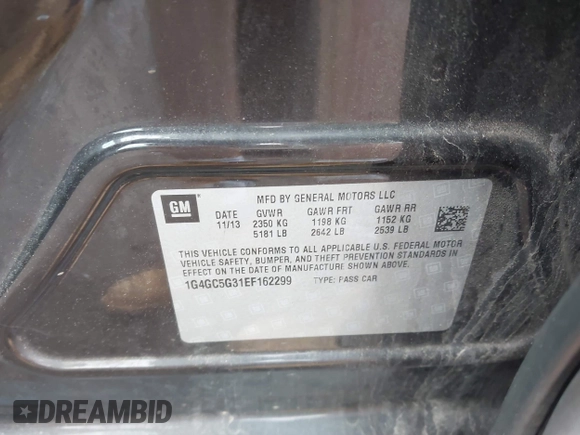 GM
MFD BY GENERAL MOTORS LLC
DATE GVWR GAWR FRT GAWR RR
11/13 2350 KG 1198 KG 1152 KG
5181 LB 2642 LB 2539 LB
THIS VEHICLE CONFORMS TO ALL APPLICABLE U.S. FEDERAL MOTOR
VEHICLE SAFETY, BUMPER, AND THEFT PREVENTION STANDARDS IN
EFFECT ON THE DATE OF MANUFACTURE SHOWN ABOVE.
1G4GC5G31EF162299 TYPE: PASS CAR
DREAMBID